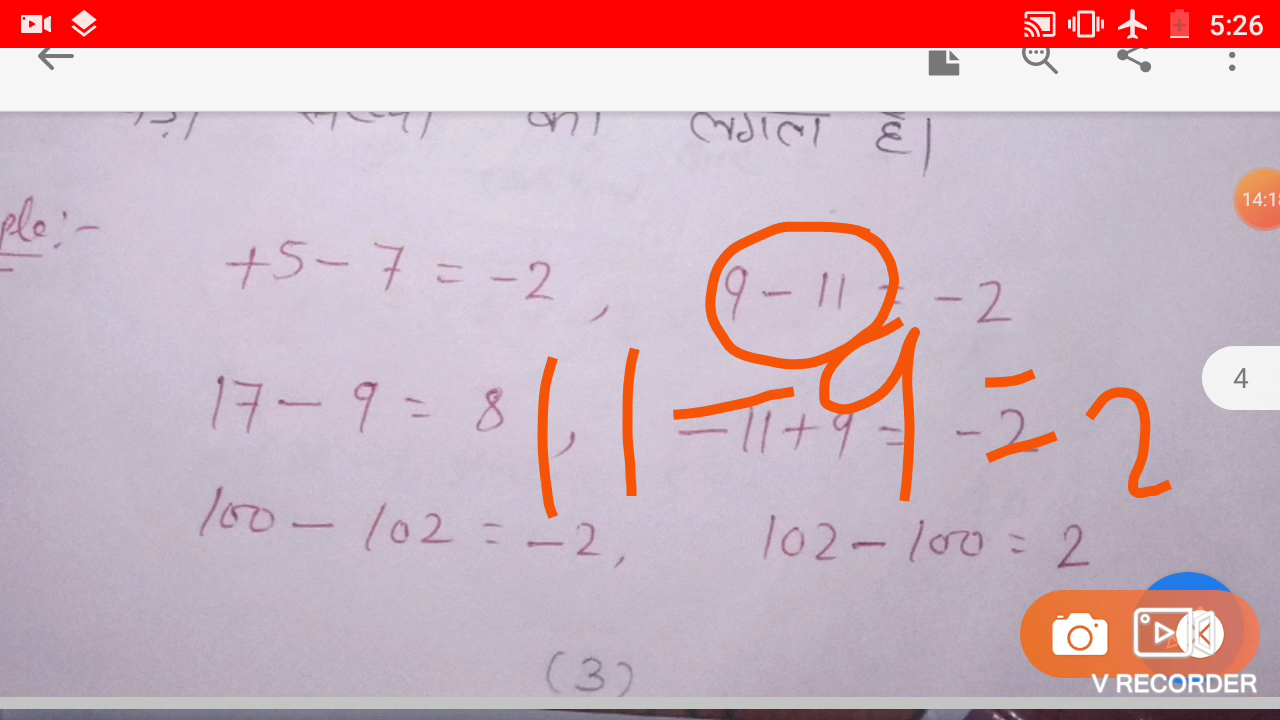 5:26
लगता है।
14:18
ple:-
+5-7 = -2, 9-11 = -2
4
11-9=2
17-9 = 8, -11+9 = -2
100-102 = -2, 102-100 = 2
(3)
V RECORDER